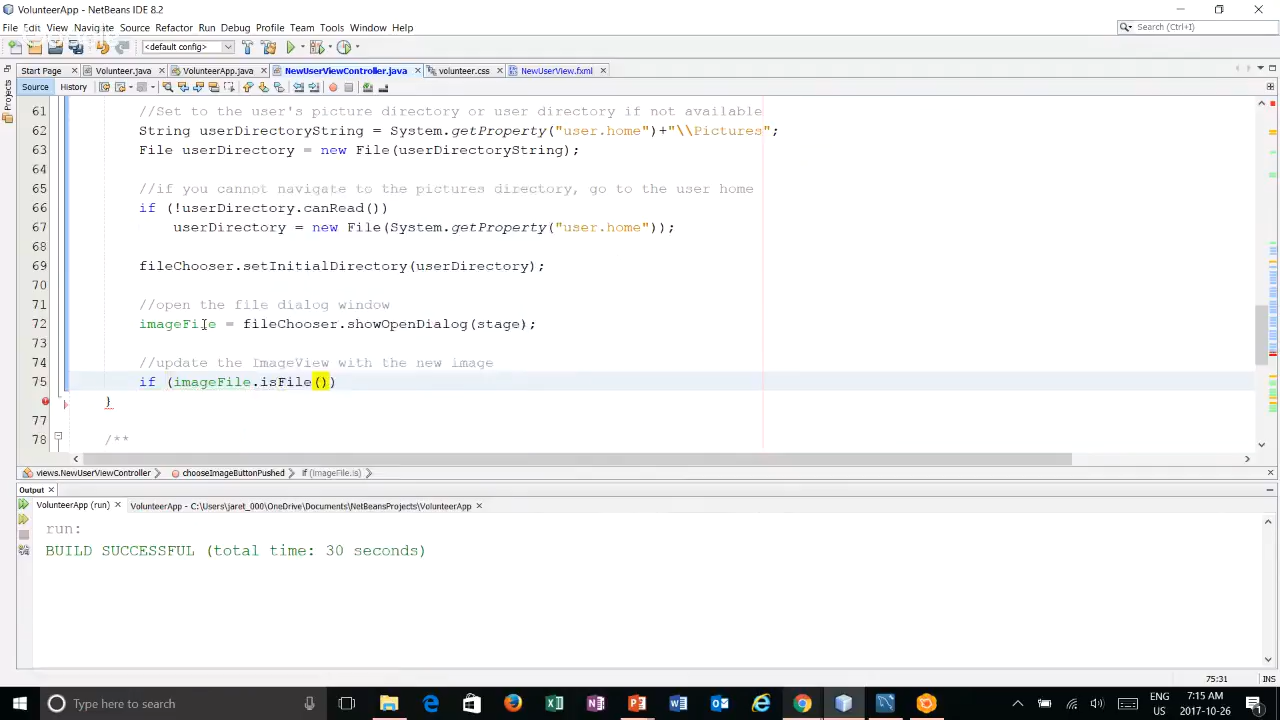 VolunteerApp - NetBeans IDE 8.2
File Edit View Navigate Source Refactor Run Debug Profile Team Tools Window Help
Search (Ctrl+I)
<default config>
Start Page Volunteer.java VolunteerApp.java NewUserViewController.java volunteer.css NewUserView.fxml
Source History
Projects
61 //Set to the user's picture directory or user directory if not available
62 String userDirectoryString = System.getProperty("user.home")+"\\Pictures";
63 File userDirectory = new File(userDirectoryString);
64
65 //if you cannot navigate to the pictures directory, go to the user home
66 if (!userDirectory.canRead())
67 userDirectory = new File(System.getProperty("user.home"));
68
69 fileChooser.setInitialDirectory(userDirectory);
70
71 //open the file dialog window
72 imageFile = fileChooser.showOpenDialog(stage);
73
74 //update the ImageView with the new image
75 if (imageFile.isFile())
}
77
78 /**
views.NewUserViewController chooseImageButtonPushed if (imageFile.is)
Output
VolunteerApp (run) VolunteerApp - C:\Users\jaret_000\OneDrive\Documents\NetBeansProjects\VolunteerApp
run:
BUILD SUCCESSFUL (total time: 30 seconds)
75:31 INS
Type here to search
ENG 7:15 AM
US 2017-10-26